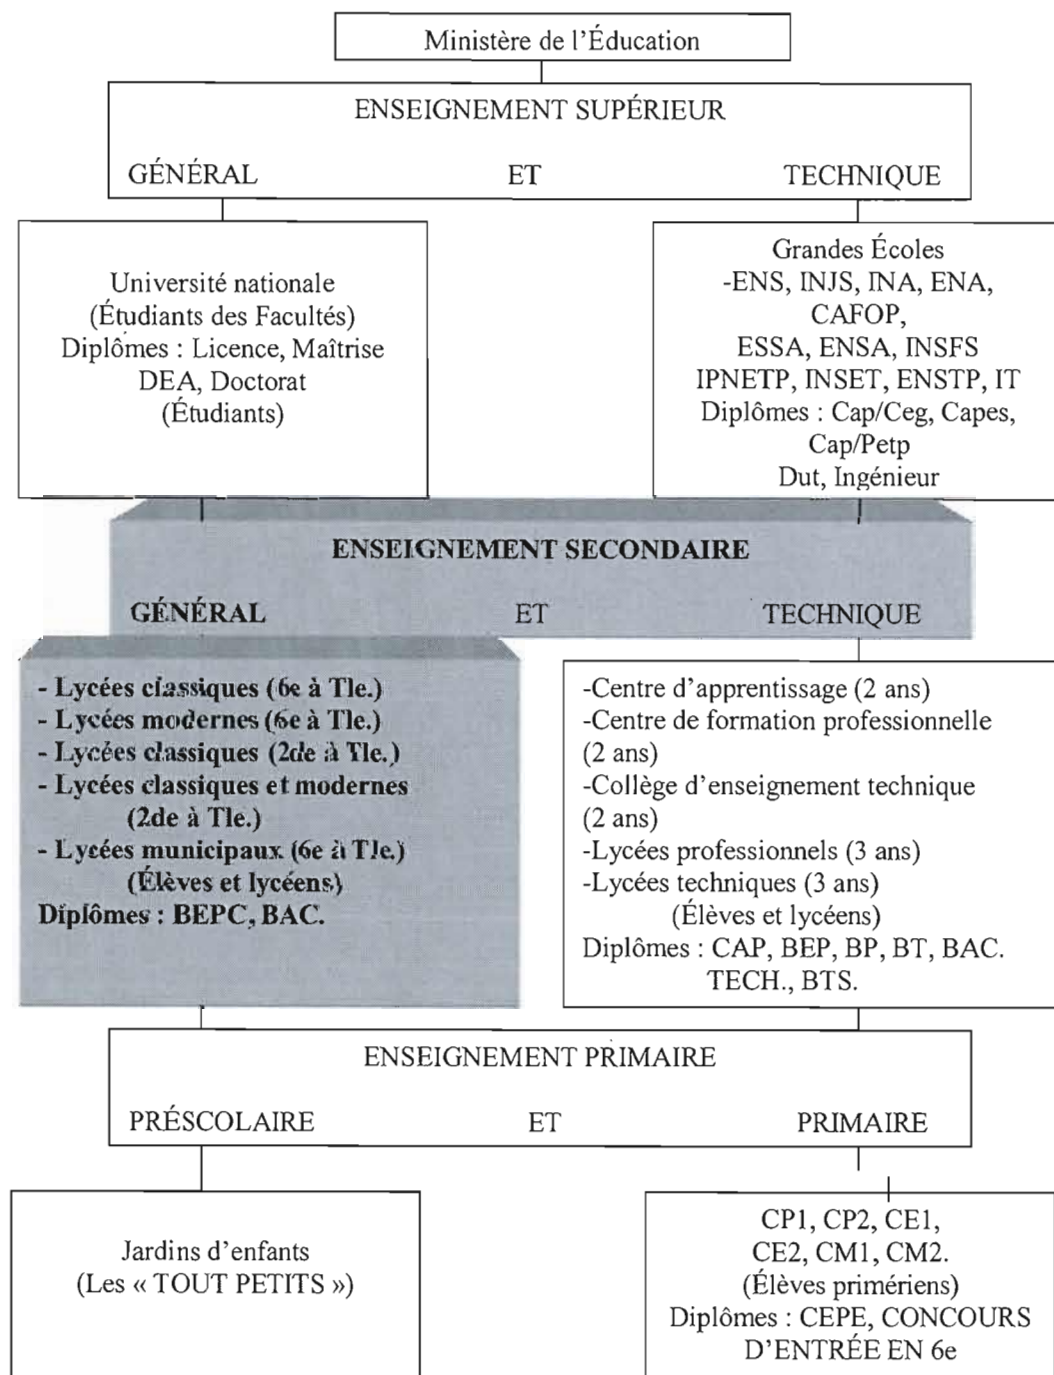 Ministère de l'Éducation
ENSEIGNEMENT SUPÉRIEUR
GÉNÉRAL ET TECHNIQUE
Université nationale
(Étudiants des Facultés)
Diplômes : Licence, Maîtrise
DEA, Doctorat
(Étudiants)
Grandes Écoles
-ENS, INJS, INA, ENA,
CAFOP,
ESSA, ENSA, INSFS
IPNETP, INSET, ENSTP, IT
Diplômes : Cap/Ceg, Capes,
Cap/Petp
Dut, Ingénieur
ENSEIGNEMENT SECONDAIRE
GÉNÉRAL ET TECHNIQUE
- Lycées classiques (6e à Tle.)
- Lycées modernes (6e à Tle.)
- Lycées classiques (2de à Tle.)
- Lycées classiques et modernes
(2de à Tle.)
- Lycées municipaux (6e à Tle.)
(Élèves et lycéens)
Diplômes : BEPC, BAC.
-Centre d'apprentissage (2 ans)
-Centre de formation professionnelle
(2 ans)
-Collège d'enseignement technique
(2 ans)
-Lycées professionnels (3 ans)
-Lycées techniques (3 ans)
(Élèves et lycéens)
Diplômes : CAP, BEP, BP, BT, BAC.
TECH., BTS.
ENSEIGNEMENT PRIMAIRE
PRÉSCOLAIRE ET PRIMAIRE
Jardins d'enfants
(Les « TOUT PETITS »)
CP1, CP2, CE1,
CE2, CM1, CM2.
(Élèves primériens)
Diplômes : CEPE, CONCOURS
D'ENTRÉE EN 6e